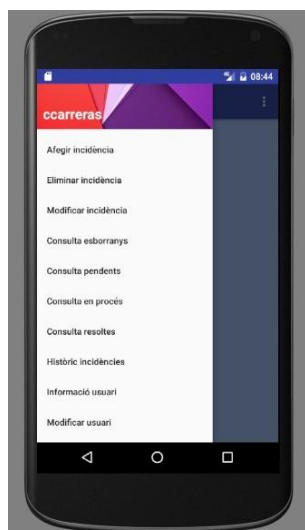 08:44
ccarreras
Afegir incidència
Eliminar incidència
Modificar incidència
Consulta esborranys
Consulta pendents
Consulta en procés
Consulta resoltes
Històric incidències
Informació usuari
Modificar usuari